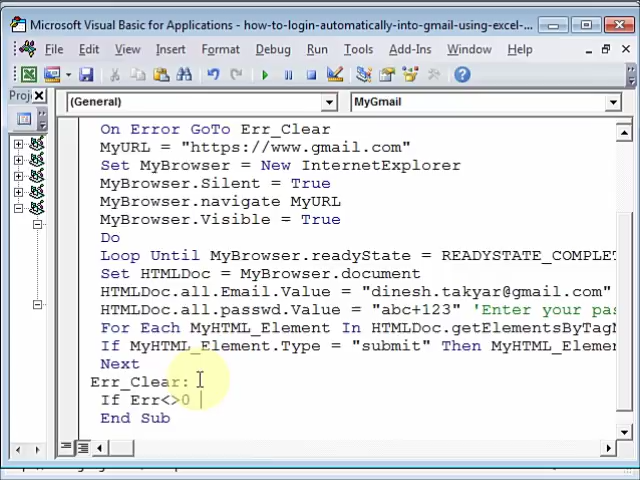 Microsoft Visual Basic for Applications - how-to-login-automatically-into-gmail-using-excel-...
File Edit View Insert Format Debug Run Tools Add-Ins Window Help
Proj
(General) MyGmail
On Error GoTo Err_Clear
MyURL = "https://www.gmail.com"
Set MyBrowser = New InternetExplorer
MyBrowser.Silent = True
MyBrowser.navigate MyURL
MyBrowser.Visible = True
Do
Loop Until MyBrowser.readyState = READYSTATE_COMPLET
Set HTMLDoc = MyBrowser.document
HTMLDoc.all.Email.Value = "dinesh.takyar@gmail.com"
HTMLDoc.all.passwd.Value = "abc+123" 'Enter your pas
For Each MyHTML_Element In HTMLDoc.getElementsByTagN
If MyHTML_Element.Type = "submit" Then MyHTML_Elemen
Next
Err_Clear:
If Err<>0
End Sub